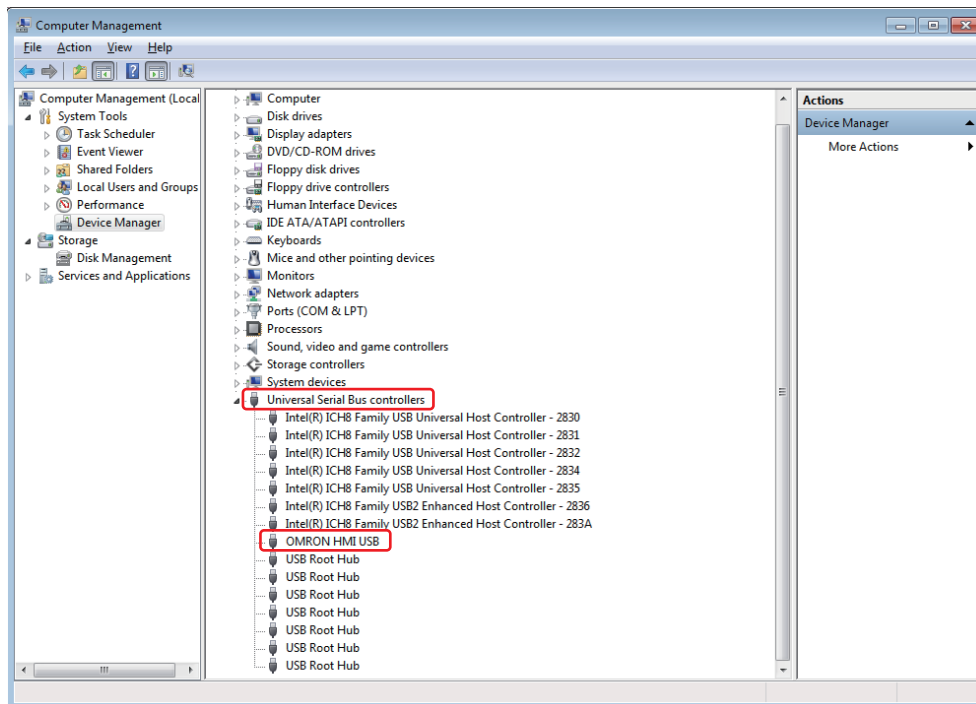 Computer Management
File Action View Help
Computer Management (Local
System Tools
Task Scheduler
Event Viewer
Shared Folders
Local Users and Groups
Performance
Device Manager
Storage
Disk Management
Services and Applications
Computer
Disk drives
Display adapters
DVD/CD-ROM drives
Floppy disk drives
Floppy drive controllers
Human Interface Devices
IDE ATA/ATAPI controllers
Keyboards
Mice and other pointing devices
Monitors
Network adapters
Ports (COM & LPT)
Processors
Sound, video and game controllers
Storage controllers
System devices
Universal Serial Bus controllers
Intel(R) ICH8 Family USB Universal Host Controller - 2830
Intel(R) ICH8 Family USB Universal Host Controller - 2831
Intel(R) ICH8 Family USB Universal Host Controller - 2832
Intel(R) ICH8 Family USB Universal Host Controller - 2834
Intel(R) ICH8 Family USB Universal Host Controller - 2835
Intel(R) ICH8 Family USB2 Enhanced Host Controller - 2836
Intel(R) ICH8 Family USB2 Enhanced Host Controller - 283A
OMRON HMI USB
USB Root Hub
USB Root Hub
USB Root Hub
USB Root Hub
USB Root Hub
USB Root Hub
USB Root Hub
Actions
Device Manager
More Actions